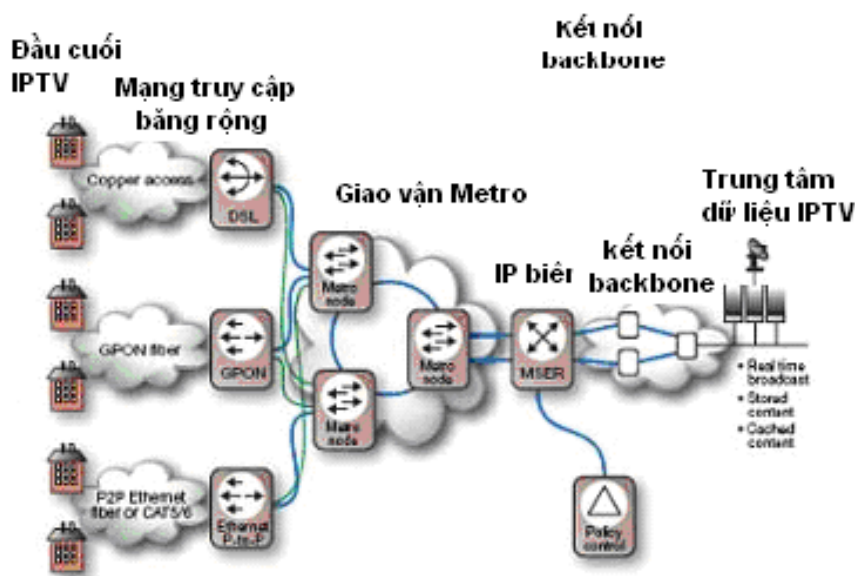 Kết nối
backbone
Đầu cuối
IPTV
Mạng truy cập
băng rộng
Copper access
DSL
Giao vận Metro
Trung tâm
dữ liệu IPTV
Metro
node
IP biên
kết nối
backbone
GPON fiber
GPON
Metro
node
MSER
Metro
node
• Real time
broadcast
• Stored
content
• Cached
content
P2P Ethernet
fiber or CAT5/6
Ethernet
P-to-P
Policy
control